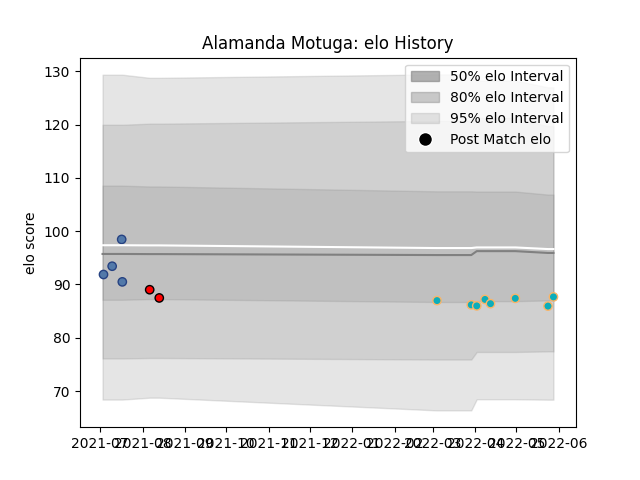 Alamanda Motuga: elo History
130
120
110
100
90
80
70
elo score
50% elo Interval
80% elo Interval
95% elo Interval
Post Match elo
2021-07 2021-08 2021-09 2021-10 2021-11 2021-12 2022-01 2022-02 2022-03 2022-04 2022-05 2022-06